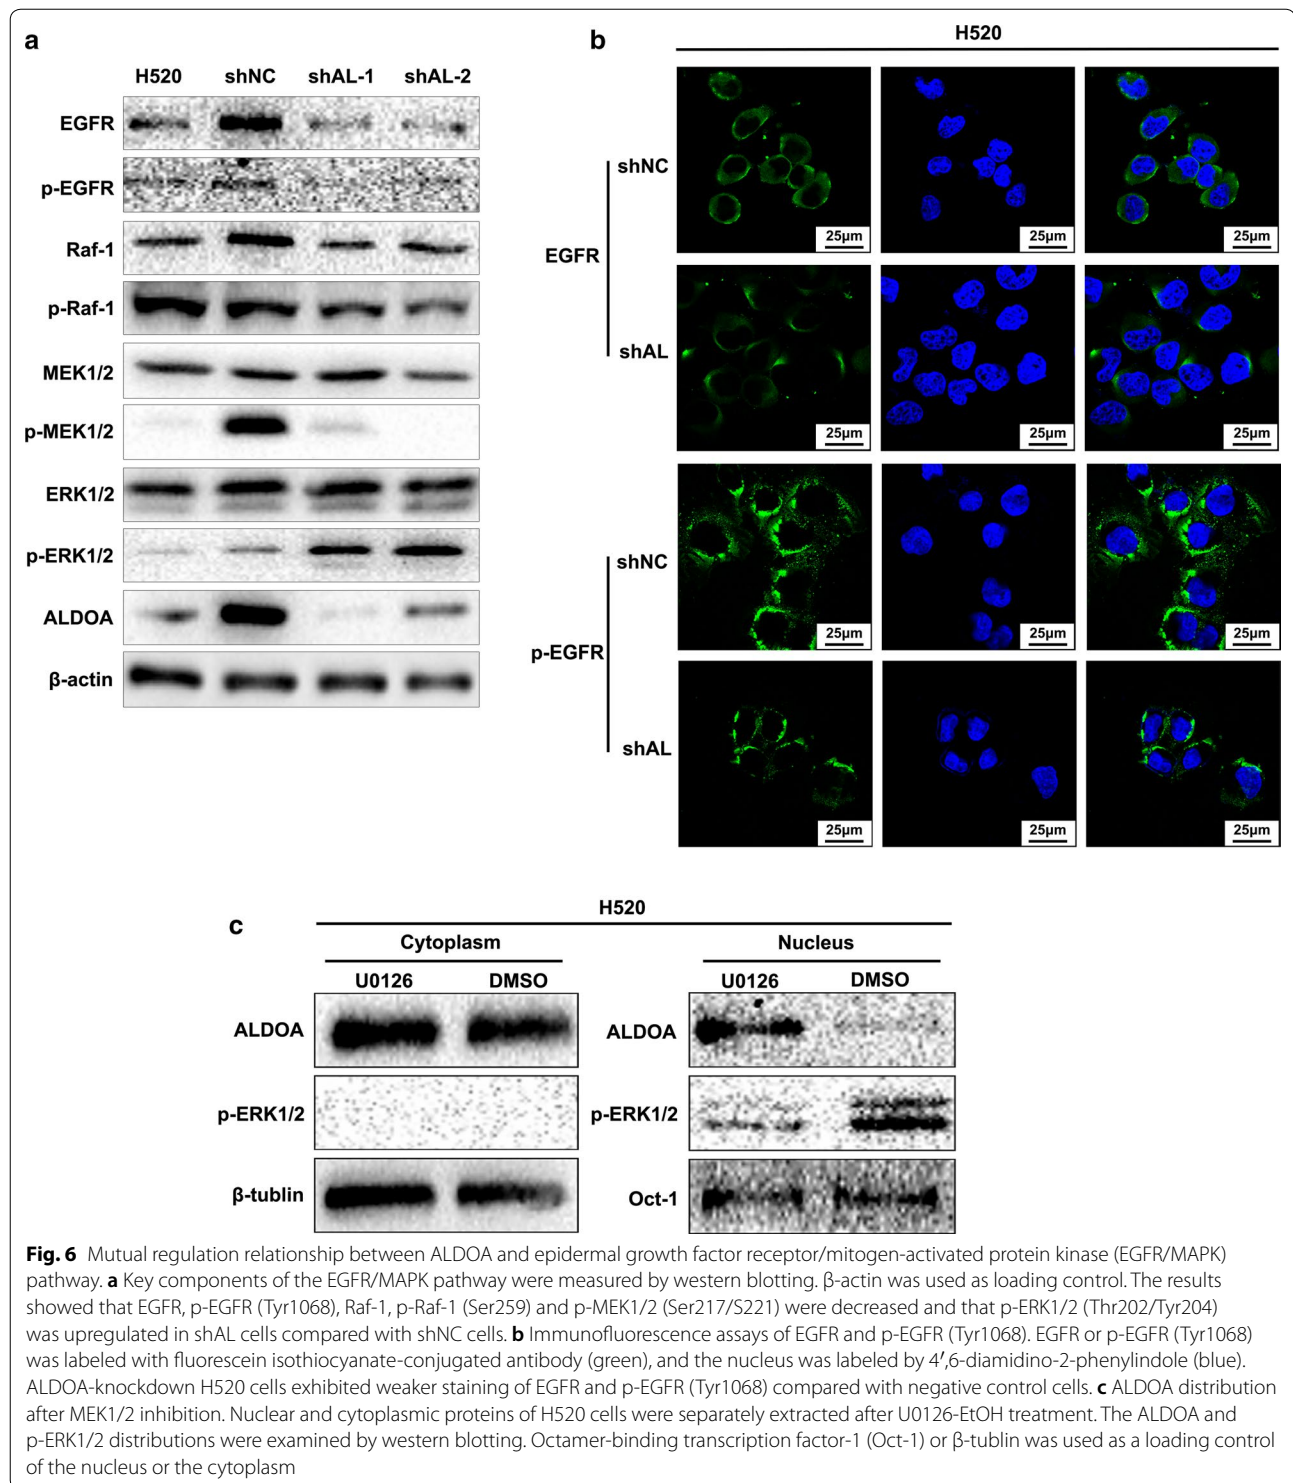 a
H520 shNC shAL-1 shAL-2
EGFR
p-EGFR
Raf-1
p-Raf-1
MEK1/2
p-MEK1/2
ERK1/2
p-ERK1/2
ALDOA
β-actin
b
H520
EGFR
shNC
25μm 25μm 25μm
shAL
25μm 25μm 25μm
p-EGFR
shNC
25μm 25μm 25μm
shAL
25μm 25μm 25μm
c
H520
Cytoplasm Nucleus
U0126 DMSO U0126 DMSO
ALDOA ALDOA
p-ERK1/2 p-ERK1/2
β-tublin Oct-1
Fig. 6 Mutual regulation relationship between ALDOA and epidermal growth factor receptor/mitogen-activated protein kinase (EGFR/MAPK)
pathway. a Key components of the EGFR/MAPK pathway were measured by western blotting. β-actin was used as loading control. The results
showed that EGFR, p-EGFR (Tyr1068), Raf-1, p-Raf-1 (Ser259) and p-MEK1/2 (Ser217/S221) were decreased and that p-ERK1/2 (Thr202/Tyr204)
was upregulated in shAL cells compared with shNC cells. b Immunofluorescence assays of EGFR and p-EGFR (Tyr1068). EGFR or p-EGFR (Tyr1068)
was labeled with fluorescein isothiocyanate-conjugated antibody (green), and the nucleus was labeled by 4′,6-diamidino-2-phenylindole (blue).
ALDOA-knockdown H520 cells exhibited weaker staining of EGFR and p-EGFR (Tyr1068) compared with negative control cells. c ALDOA distribution
after MEK1/2 inhibition. Nuclear and cytoplasmic proteins of H520 cells were separately extracted after U0126-EtOH treatment. The ALDOA and
p-ERK1/2 distributions were examined by western blotting. Octamer-binding transcription factor-1 (Oct-1) or β-tublin was used as a loading control
of the nucleus or the cytoplasm